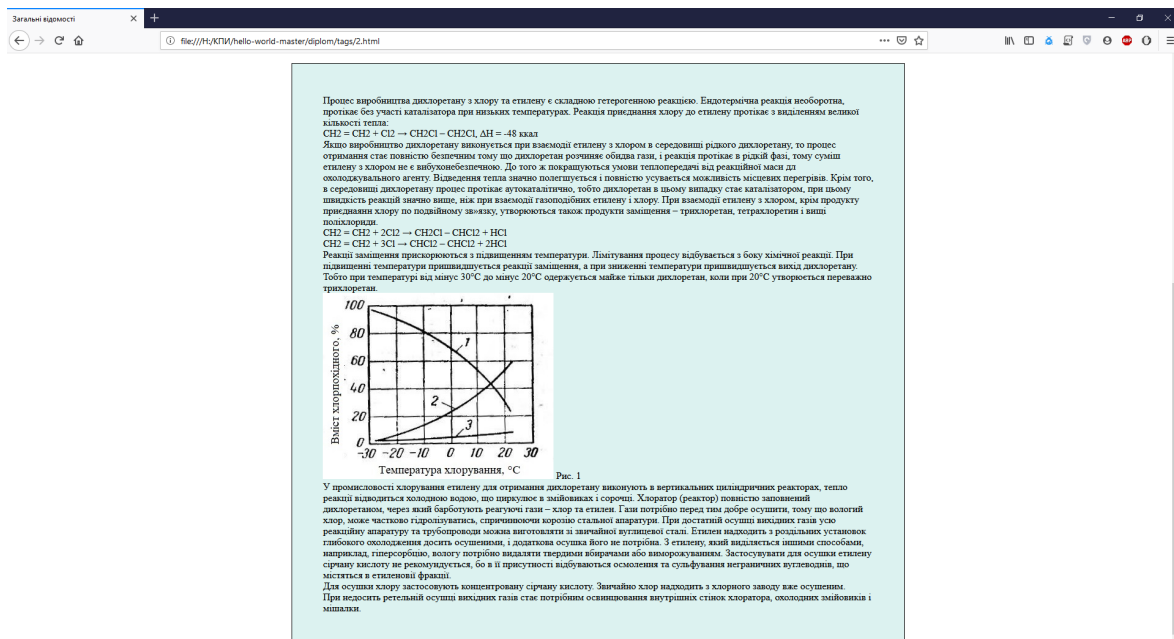 Загальні відомості
file:///H:/КПИ/hello-world-master/diplom/tags/2.html
Процес виробництва дихлоретану з хлору та етилену є складною гетерогенною реакцією. Ендотермічна реакція необоротна,
протікає без участі каталізатора при низьких температурах. Реакція приєднання хлору до етилену протікає з виділенням великої
кількості тепла:
CH2 = CH2 + Cl2 → CH2Cl – CH2Cl, ΔH = -48 ккал
Якщо виробництво дихлоретану виконується при взаємодії етилену з хлором в середовищі рідкого дихлоретану, то процес
отримання стає повністю безпечним тому що дихлоретан розчиняє обидва гази, і реакція протікає в рідкій фазі, тому суміш
етилену з хлором не є вибухонебезпечною. До того ж покращуються умови теплопередачі від реакційної маси дл
охолоджувального агенту. Відведення тепла значно полегшується і повністю усувається можливість місцевих перегрівів. Крім того,
в середовищі дихлоретану процес протікає аутокаталітично, тобто дихлоретан в цьому випадку стає каталізатором, при цьому
швидкість реакцій значно вище, ніж при взаємодії газоподібних етилену і хлору. При взаємодії етилену з хлором, крім продукту
приєднаянн хлору по подвійному зв»язку, утворюються також продукти заміщення – трихлоретан, тетрахлоретин і вищі
поліхлориди.
CH2 = CH2 + 2Cl2 → CH2Cl – CHCl2 + HCl
CH2 = CH2 + 3Cl → CHCl2 – CHCl2 + 2HCl
Реакції заміщення прискорюються з підвищенням температури. Лімітування процесу відбувається з боку хімічної реакції. При
підвищенні температури пришвидшується реакції заміщення, а при зниженні температури пришвидшується вихід дихлоретану.
Тобто при температурі від мінус 30°С до мінус 20°С одержується майже тільки дихлоретан, коли при 20°С утворюється переважно
трихлоретан.
Вміст хлорпохідного, %
100
80
60
40
20
0
1
2
3
-30 -20 -10 0 10 20 30
Температура хлорування, °С
Рис. 1
У промисловості хлорування етилену для отримання дихлоретану виконують в вертикальних циліндричних реакторах, тепло
реакції відводиться холодною водою, що циркулює в змійовиках і сорочці. Хлоратор (реактор) повністю заповнений
дихлоретаном, через який барботують реагуючі гази – хлор та етилен. Гази потрібно перед тим добре осушити, тому що вологий
хлор, може частково гідролізуватись, спричинюючи корозію стальної апаратури. При достатній осушці вихідних газів усю
реакційну апаратуру та трубопроводи можна виготовляти зі звичайної вуглицевої сталі. Етилен надходить з роздільних установок
глибокого охолодження досить осушеними, і додаткова осушка його не потрібна. З етилену, який виділяється іншими способами,
наприклад, гіперсорбцію, вологу потрібно видаляти твердими вбирачами або виморожуванням. Застосувувати для осушки етилену
сірчану кислоту не рекомундується, бо в її присутності відбуваються осмолення та сульфування неграничних вуглеводнів, що
містяться в етиленовії фракції.
Для осушки хлору застосовують концентровану сірчану кислоту. Звичайно хлор надходить з хлорного заводу вже осушеним.
При недосить ретельній осушці вихідних газів стає потрібним освинцювання внутрішніх стінок хлоратора, охолодних змійовиків і
мішалки.